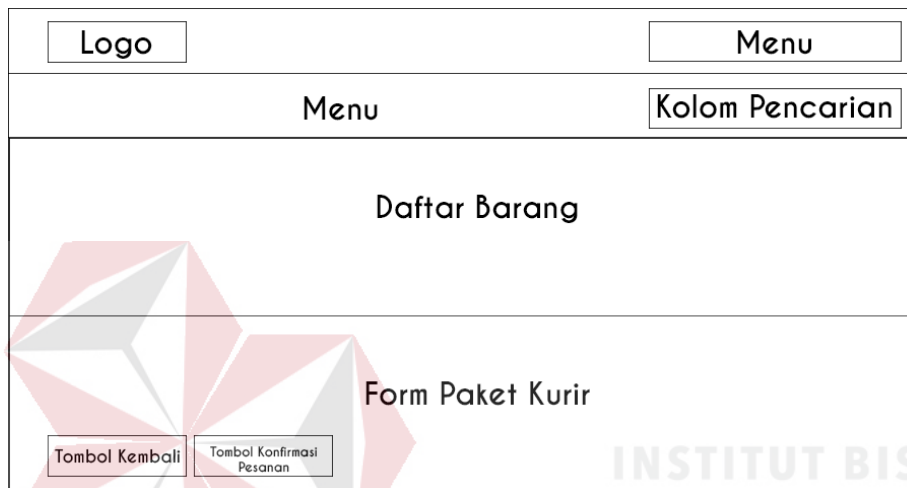 Logo
Menu
Menu
Kolom Pencarian
Daftar Barang
Form Paket Kurir
Tombol Kembali
Tombol Konfirmasi
Pesanan
INSTITUT BIS